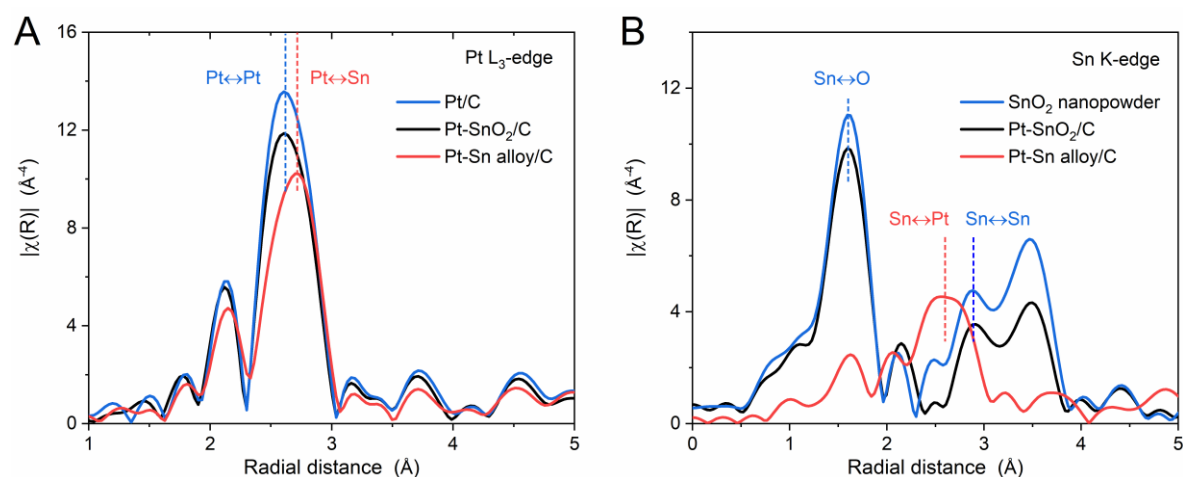 A
Pt L₃-edge
Pt↔Pt
Pt↔Sn
Pt/C
Pt-SnO₂/C
Pt-Sn alloy/C
|χ(R)| (Å⁻⁴)
16
12
8
4
0
1 2 3 4 5
Radial distance (Å)
B
Sn K-edge
Sn↔O
SnO₂ nanopowder
Pt-SnO₂/C
Pt-Sn alloy/C
Sn↔Pt
Sn↔Sn
|χ(R)| (Å⁻⁴)
12
8
4
0
0 1 2 3 4 5
Radial distance (Å)